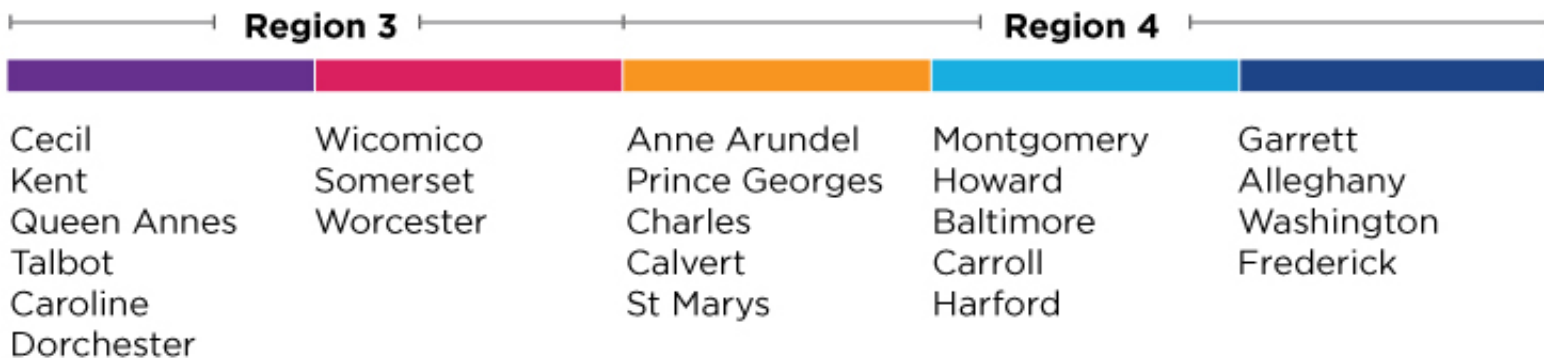 Region 3
Region 4
Cecil
Kent
Queen Annes
Talbot
Caroline
Dorchester
Wicomico
Somerset
Worcester
Anne Arundel
Prince Georges
Charles
Calvert
St Marys
Montgomery
Howard
Baltimore
Carroll
Harford
Garrett
Alleghany
Washington
Frederick